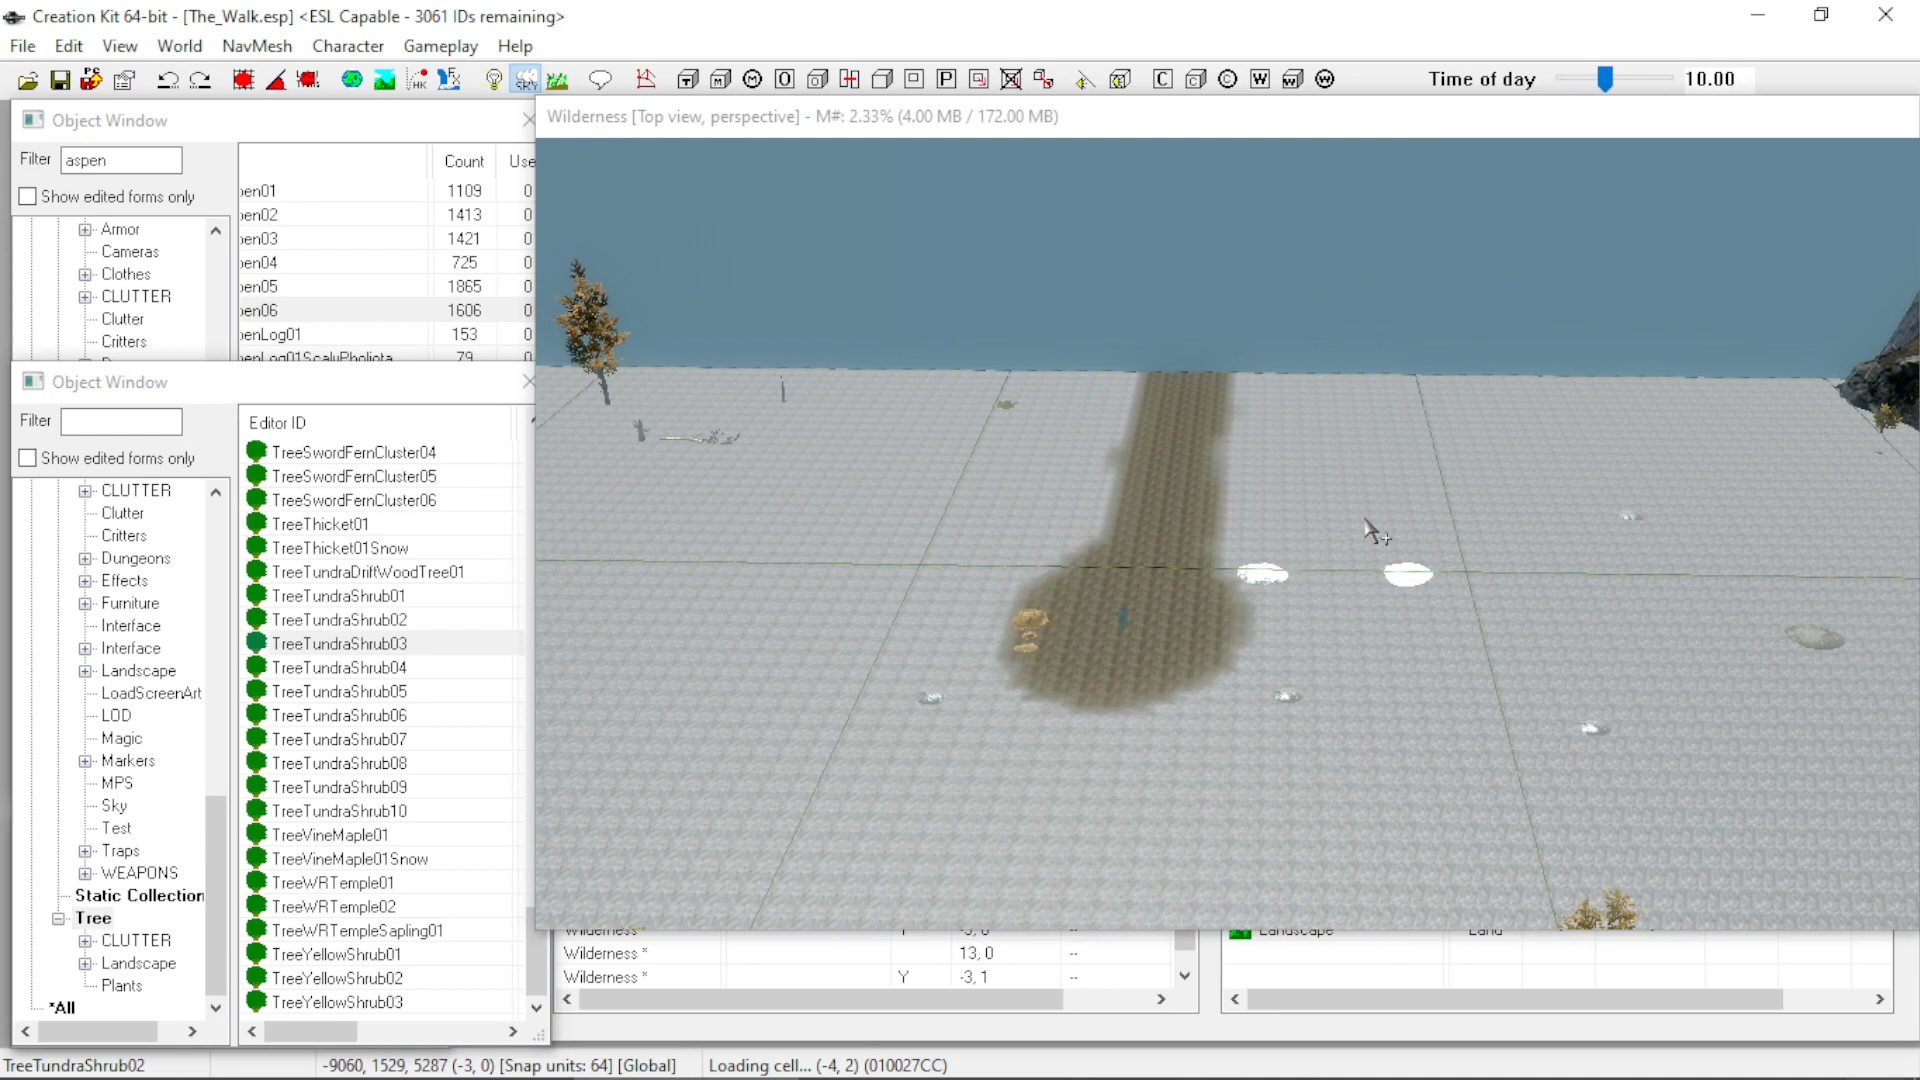 Creation Kit 64-bit - [The_Walk.esp] <ESL Capable - 3061 IDs remaining>
File Edit View World NavMesh Character Gameplay Help
Time of day 10.00
Object Window
Wilderness [Top view, perspective] - M#: 2.33% (4.00 MB / 172.00 MB)
Filter aspen
Show edited forms only
Armor
Cameras
Clothes
CLUTTER
Clutter
Critters
Count Use
pen01 1109 0
pen02 1413 0
pen03 1421 0
pen04 725 0
pen05 1865 0
pen06 1606 0
penLog01 153 0
penLog01ScalyPholiota 79 0
Object Window
Filter
Show edited forms only
CLUTTER
Clutter
Critters
Dungeons
Effects
Furniture
Interface
Interface
Landscape
LoadScreenArt
LOD
Magic
Markers
MPS
Sky
Test
Traps
WEAPONS
Static Collection
Tree
CLUTTER
Landscape
Plants
*All
Editor ID
TreeSwordFernCluster04
TreeSwordFernCluster05
TreeSwordFernCluster06
TreeThicket01
TreeThicket01Snow
TreeTundraDriftWoodTree01
TreeTundraShrub01
TreeTundraShrub02
TreeTundraShrub03
TreeTundraShrub04
TreeTundraShrub05
TreeTundraShrub06
TreeTundraShrub07
TreeTundraShrub08
TreeTundraShrub09
TreeTundraShrub10
TreeVineMaple01
TreeVineMaple01Snow
TreeWRTemple01
TreeWRTemple02
TreeWRTempleSapling01
TreeYellowShrub01
TreeYellowShrub02
TreeYellowShrub03
Wilderness *
Wilderness * 13, 0 --
Wilderness * Y -3, 1 --
Landscape Land
TreeTundraShrub02 -9060, 1529, 5287 (-3, 0) [Snap units: 64] [Global] Loading cell... (-4, 2) (010027CC)